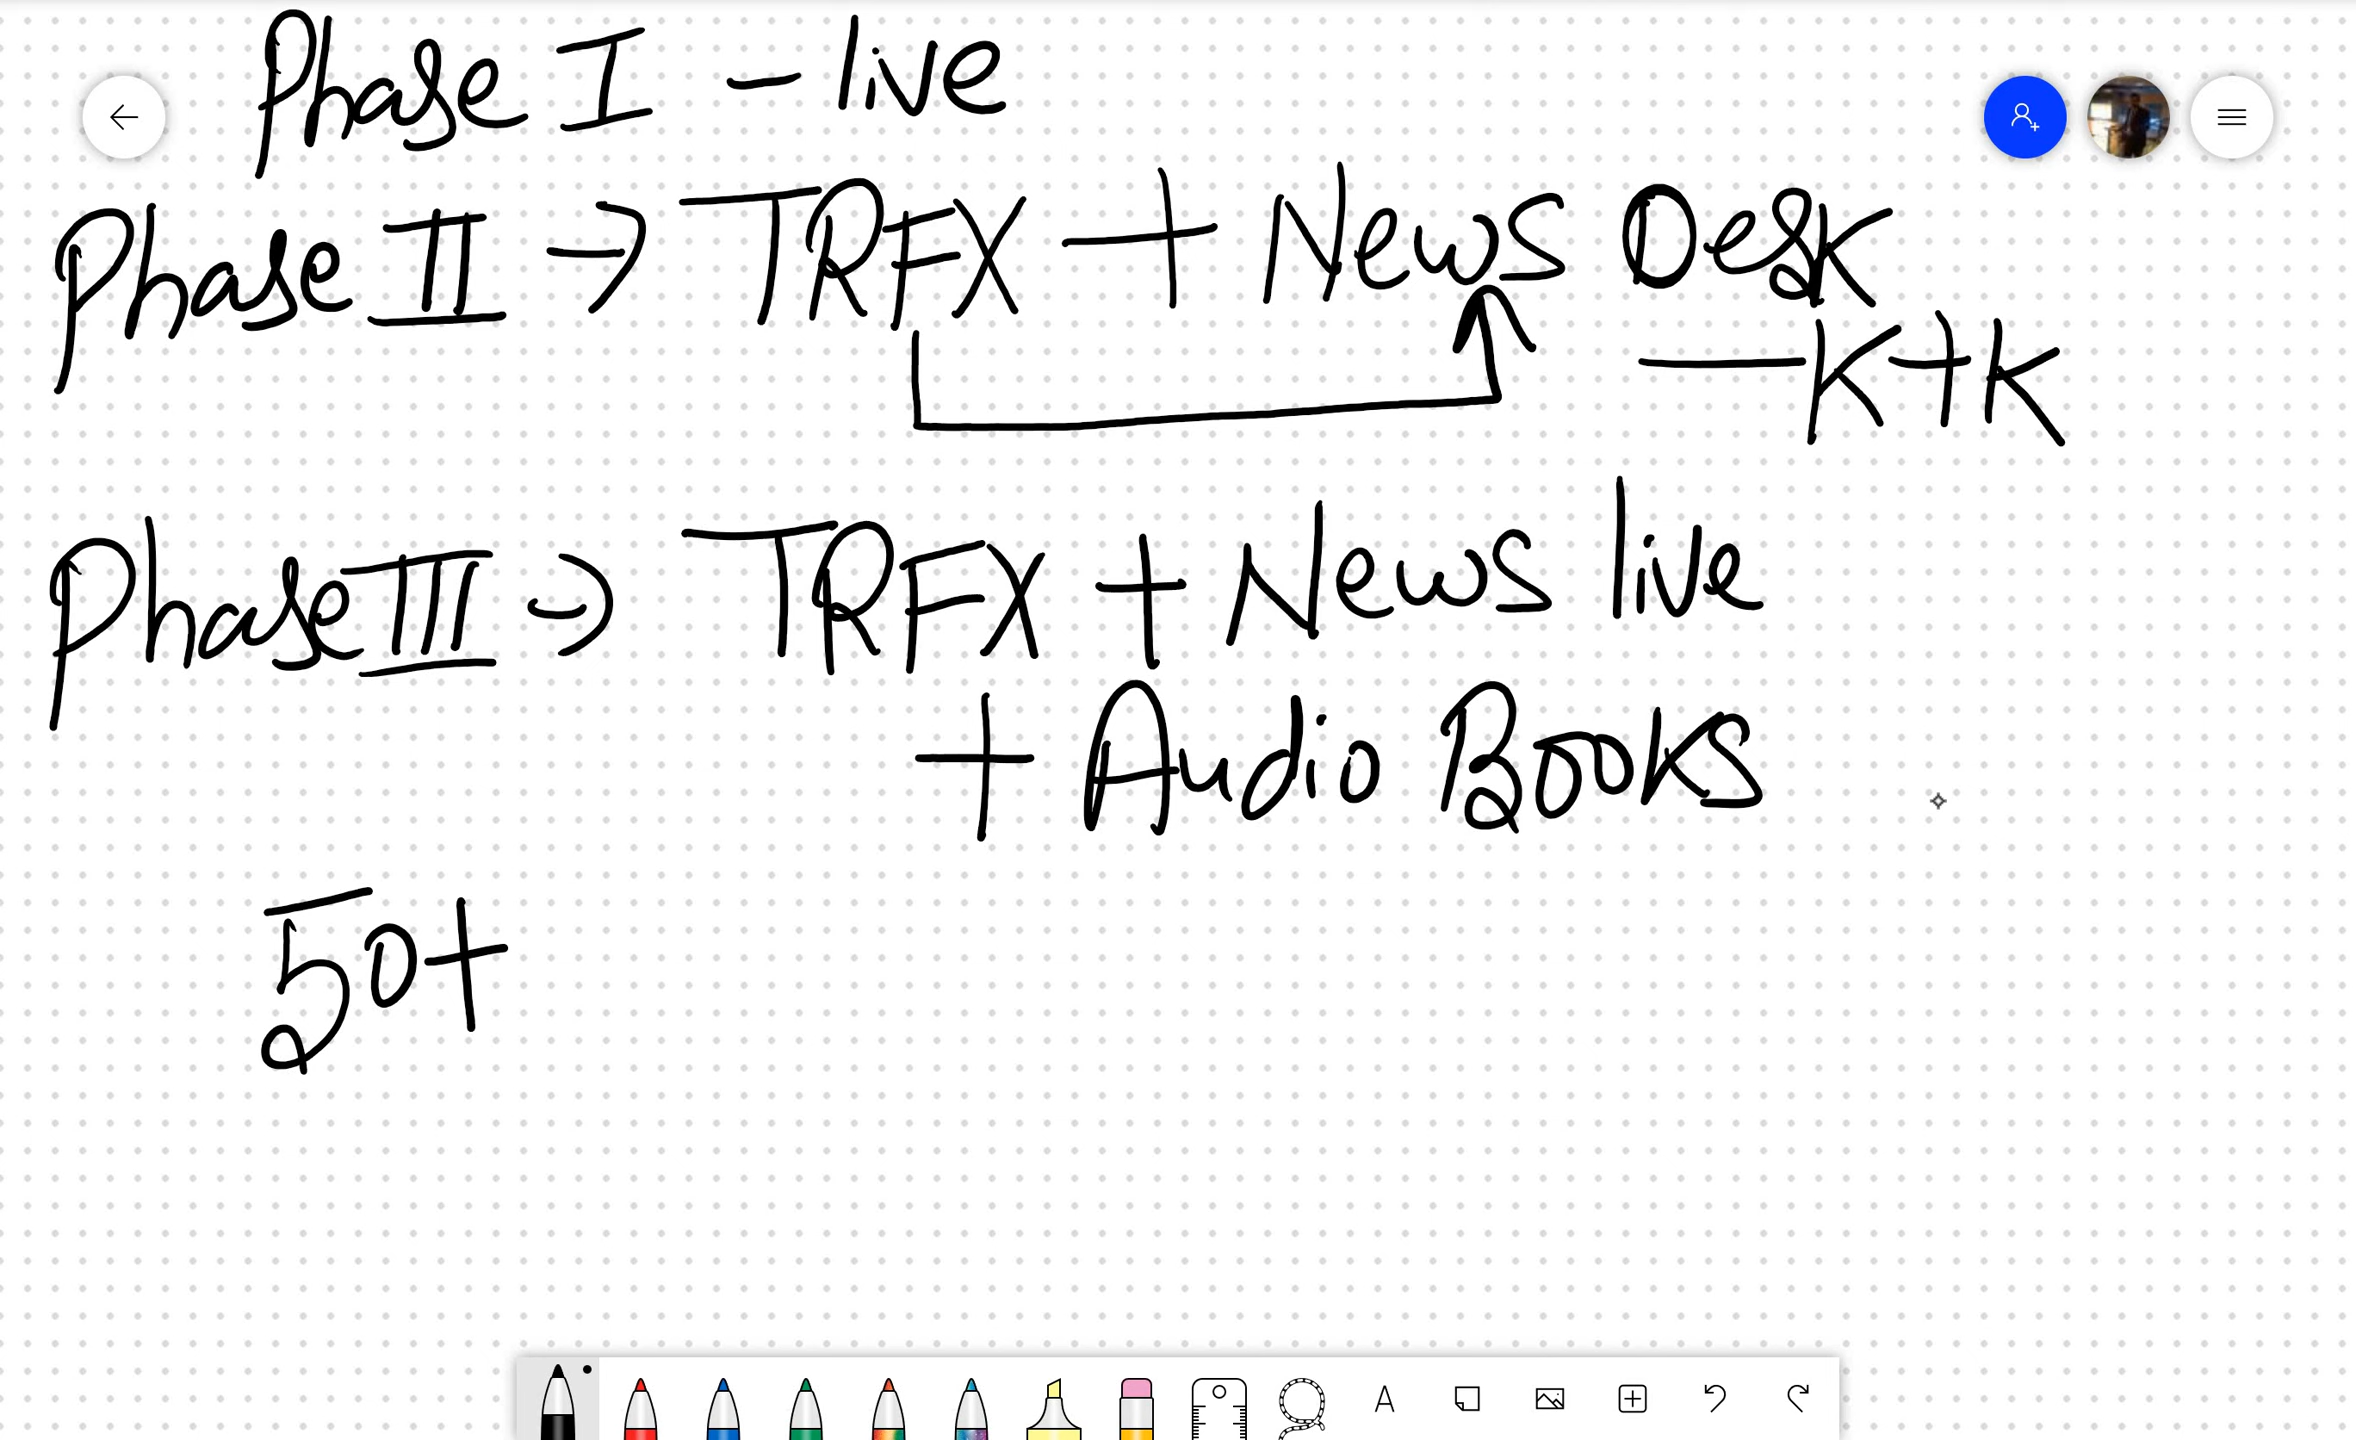 Phase I - live
Phase II → TRFX + News Desk
— K+K
Phase III → TRFX + News live
+ Audio Books
50+
A